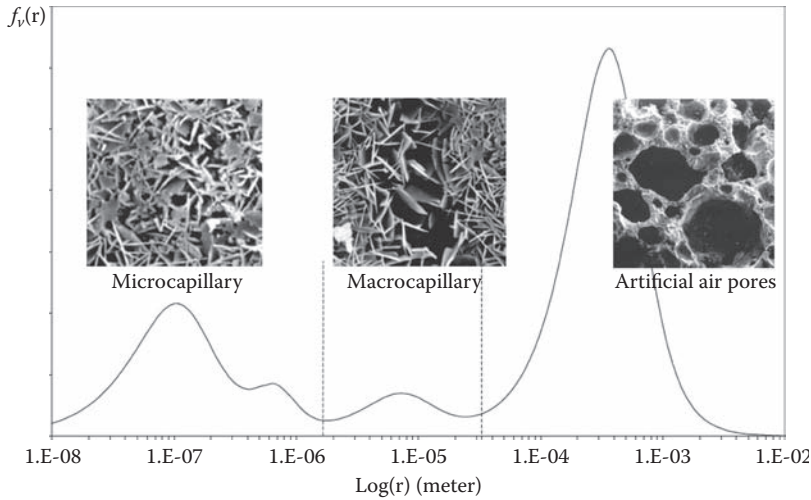 f_v(r)
Microcapillary
Macrocapillary
Artificial air pores
1.E-08 1.E-07 1.E-06 1.E-05 1.E-04 1.E-03 1.E-02
Log(r) (meter)